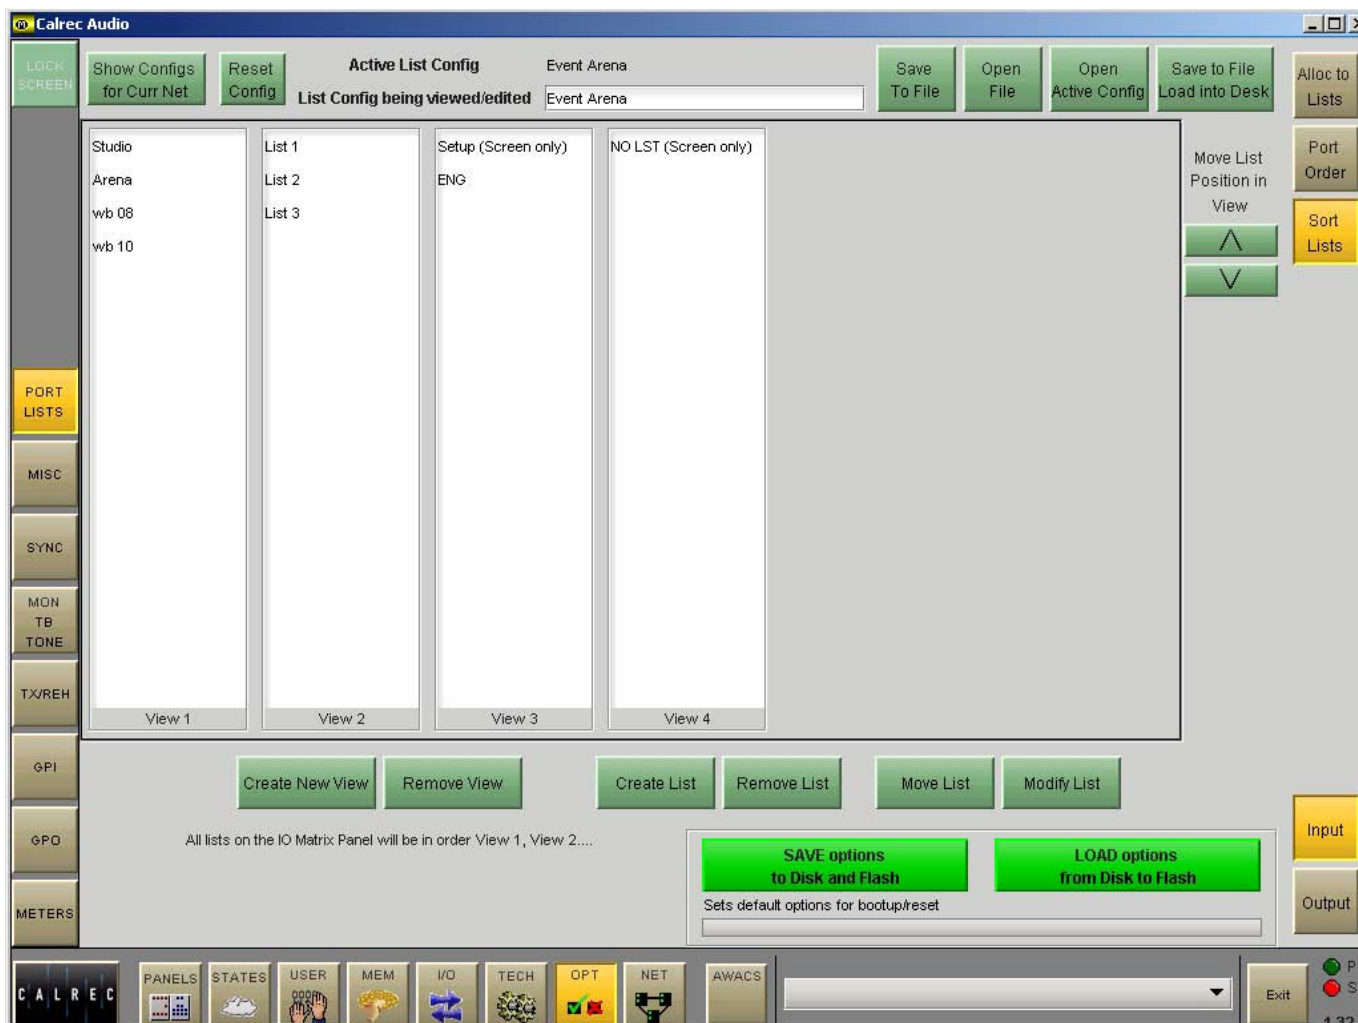 Calrec Audio
LOCK
SCREEN
Show Configs
for Curr Net
Reset
Config
Active List Config
Event Arena
List Config being viewed/edited
Event Arena
Save
To File
Open
File
Open
Active Config
Save to File
Load into Desk
Alloc to
Lists
Port
Order
Sort
Lists
Studio
Arena
wb 08
wb 10
View 1
List 1
List 2
List 3
View 2
Setup (Screen only)
ENG
View 3
NO LST (Screen only)
View 4
Move List
Position in
View
PORT
LISTS
MISC
SYNC
MON
TB
TONE
TX/REH
GPI
GPO
METERS
Create New View
Remove View
Create List
Remove List
Move List
Modify List
All lists on the IO Matrix Panel will be in order View 1, View 2....
SAVE options
to Disk and Flash
LOAD options
from Disk to Flash
Sets default options for bootup/reset
Input
Output
CALREC
PANELS
STATES
USER
MEM
I/O
TECH
OPT
NET
AWACS
Exit
P
S
1.32